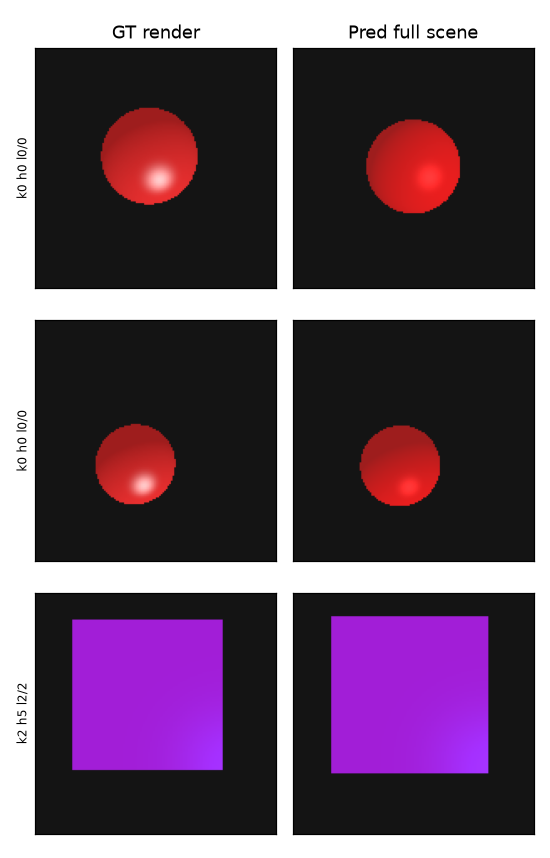 GT render
Pred full scene
k0 h0 l0/0
k0 h0 l0/0
k2 h5 l2/2